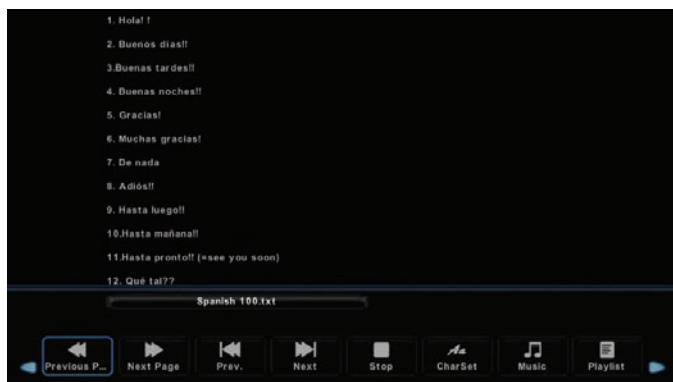 1. Hola! !
2. Buenos dias!!
3.Buenas tardes!!
4. Buenas noches!!
5. Gracias!
6. Muchas gracias!
7. De nada
8. Adiós!!
9. Hasta luego!!
10.Hasta mañana!!
11.Hasta pronto!! (=see you soon)
12. Qué tal??
Spanish 100.txt
Previous P... Next Page Prev. Next Stop CharSet Music Playlist